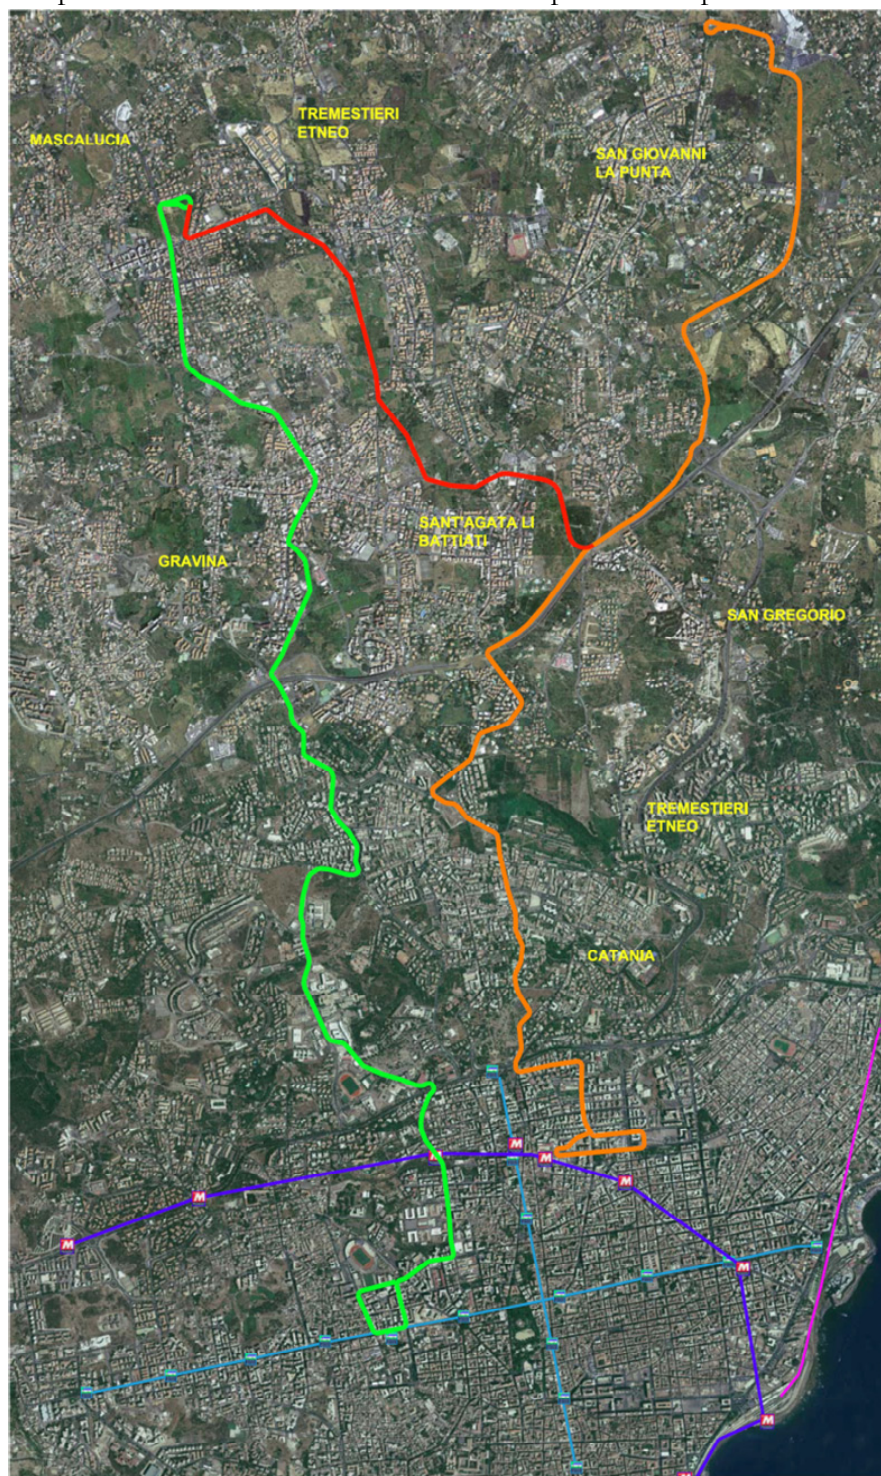 TREMESTIERI
ETNEO
MASCALUCIA
SAN GIOVANNI
LA PUNTA
SANT'AGATA LI
BATTIATI
GRAVINA
SAN GREGORIO
TREMESTIERI
ETNEO
CATANIA
M
M
M
M
M
M
M
M
M